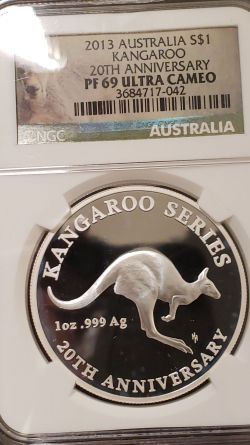 2013 AUSTRALIA S$1
KANGAROO
20TH ANNIVERSARY
PF 69 ULTRA CAMEO
3684717-042
NGC
AUSTRALIA
KANGAROO SERIES
1oz .999 Ag
20TH ANNIVERSARY